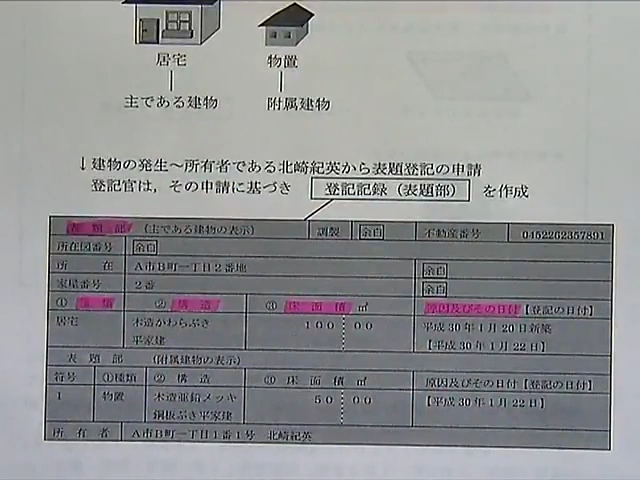 居宅 物置
主である建物 附属建物
↓建物の発生～所有者である北崎紀英から表題登記の申請
登記官は，その申請に基づき 登記記録（表題部） を作成
表題部 （主である建物の表示） 調製 余白 不動産番号 0452262357891
所在図番号 余白
所在 A市B町一丁目2番地 余白
家屋番号 2番 余白
① 種類 ② 構造 ③ 床面積 ㎡ 原因及びその日付【登記の日付】
居宅 木造かわらぶき 100 00 平成30年1月20日新築
平家建 【平成30年1月22日】
表題部 （附属建物の表示）
符号 ①種類 ② 構造 ③ 床面積 ㎡ 原因及びその日付【登記の日付】
1 物置 木造亜鉛メッキ 50 00 【平成30年1月22日】
鋼板ぶき平家建
所有者 A市B町一丁目1番1号 北崎紀英